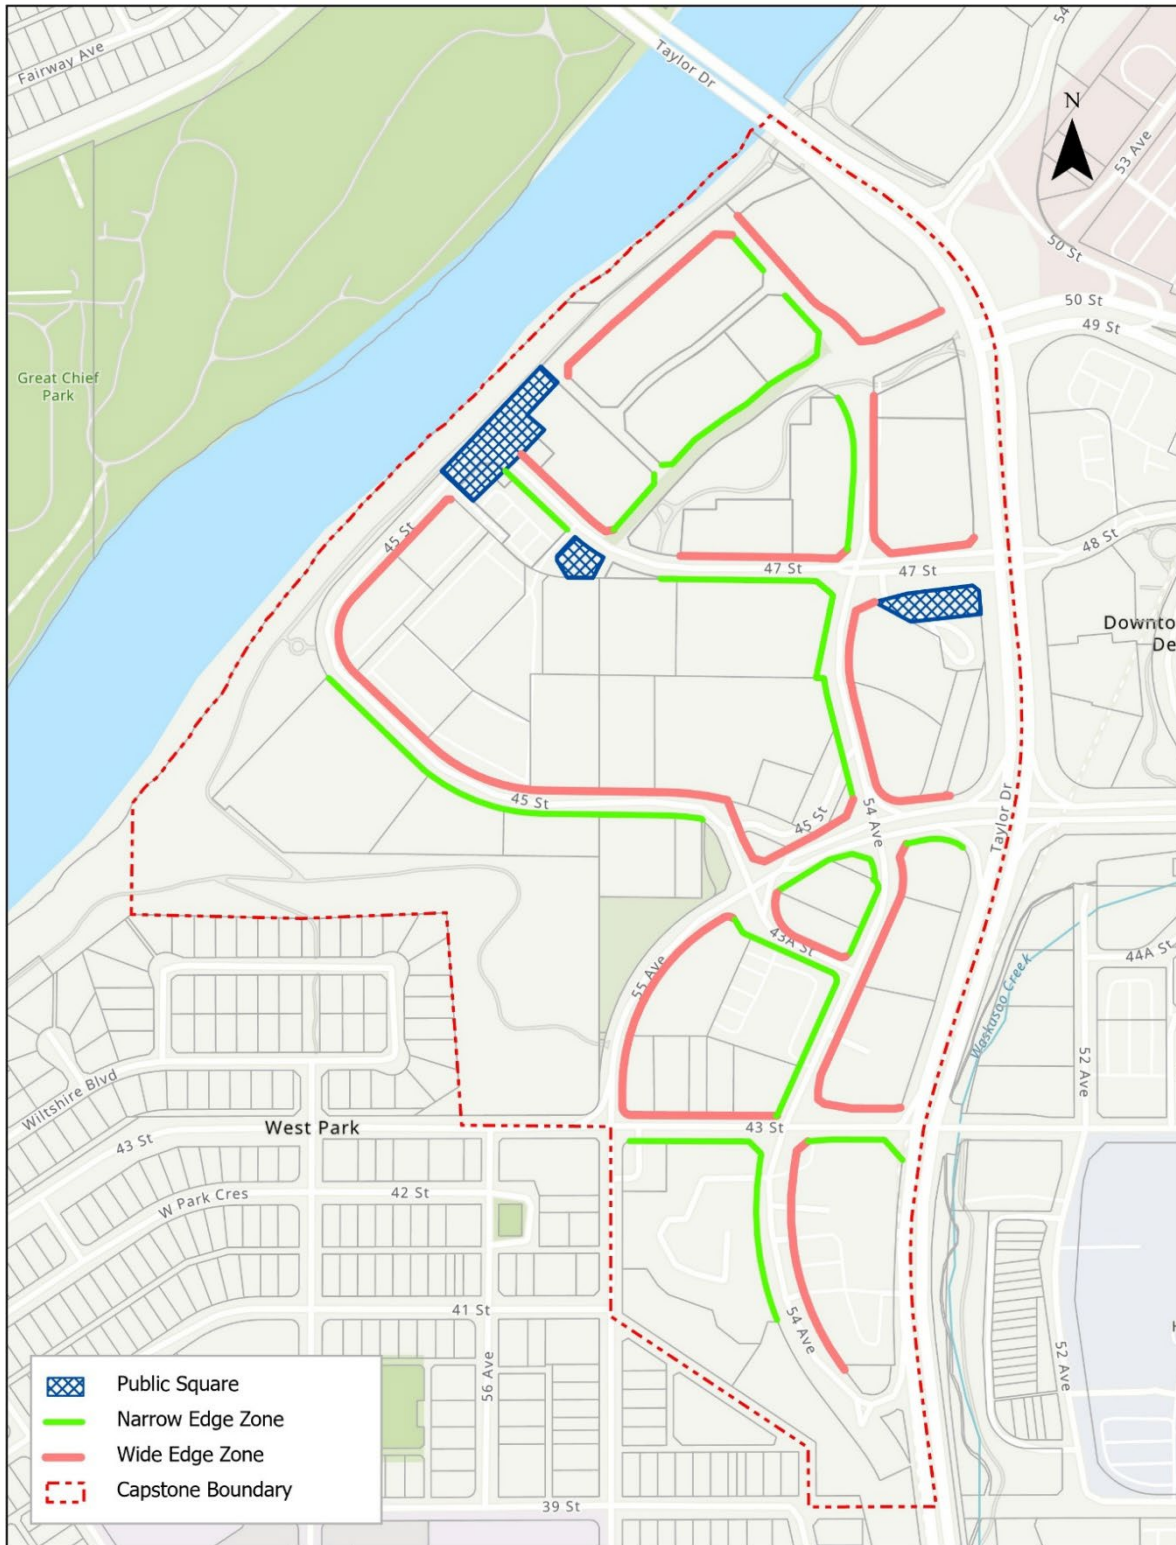 Fairway Ave
Taylor Dr
54
N
53 Ave
50 St
50 St
49 St
Great Chief
Park
45 St
48 St
47 St
47 St
Downto
De
45 St
45 St
54 Ave
Taylor Dr
43A St
44A St
55 Ave
Waskasoo Creek
52 Ave
Wiltshire Blvd
West Park
43 St
43 St
42 St
W Park Cres
41 St
54 Ave
52 Ave
H
56 Ave
39 St
Public Square
Narrow Edge Zone
Wide Edge Zone
Capstone Boundary